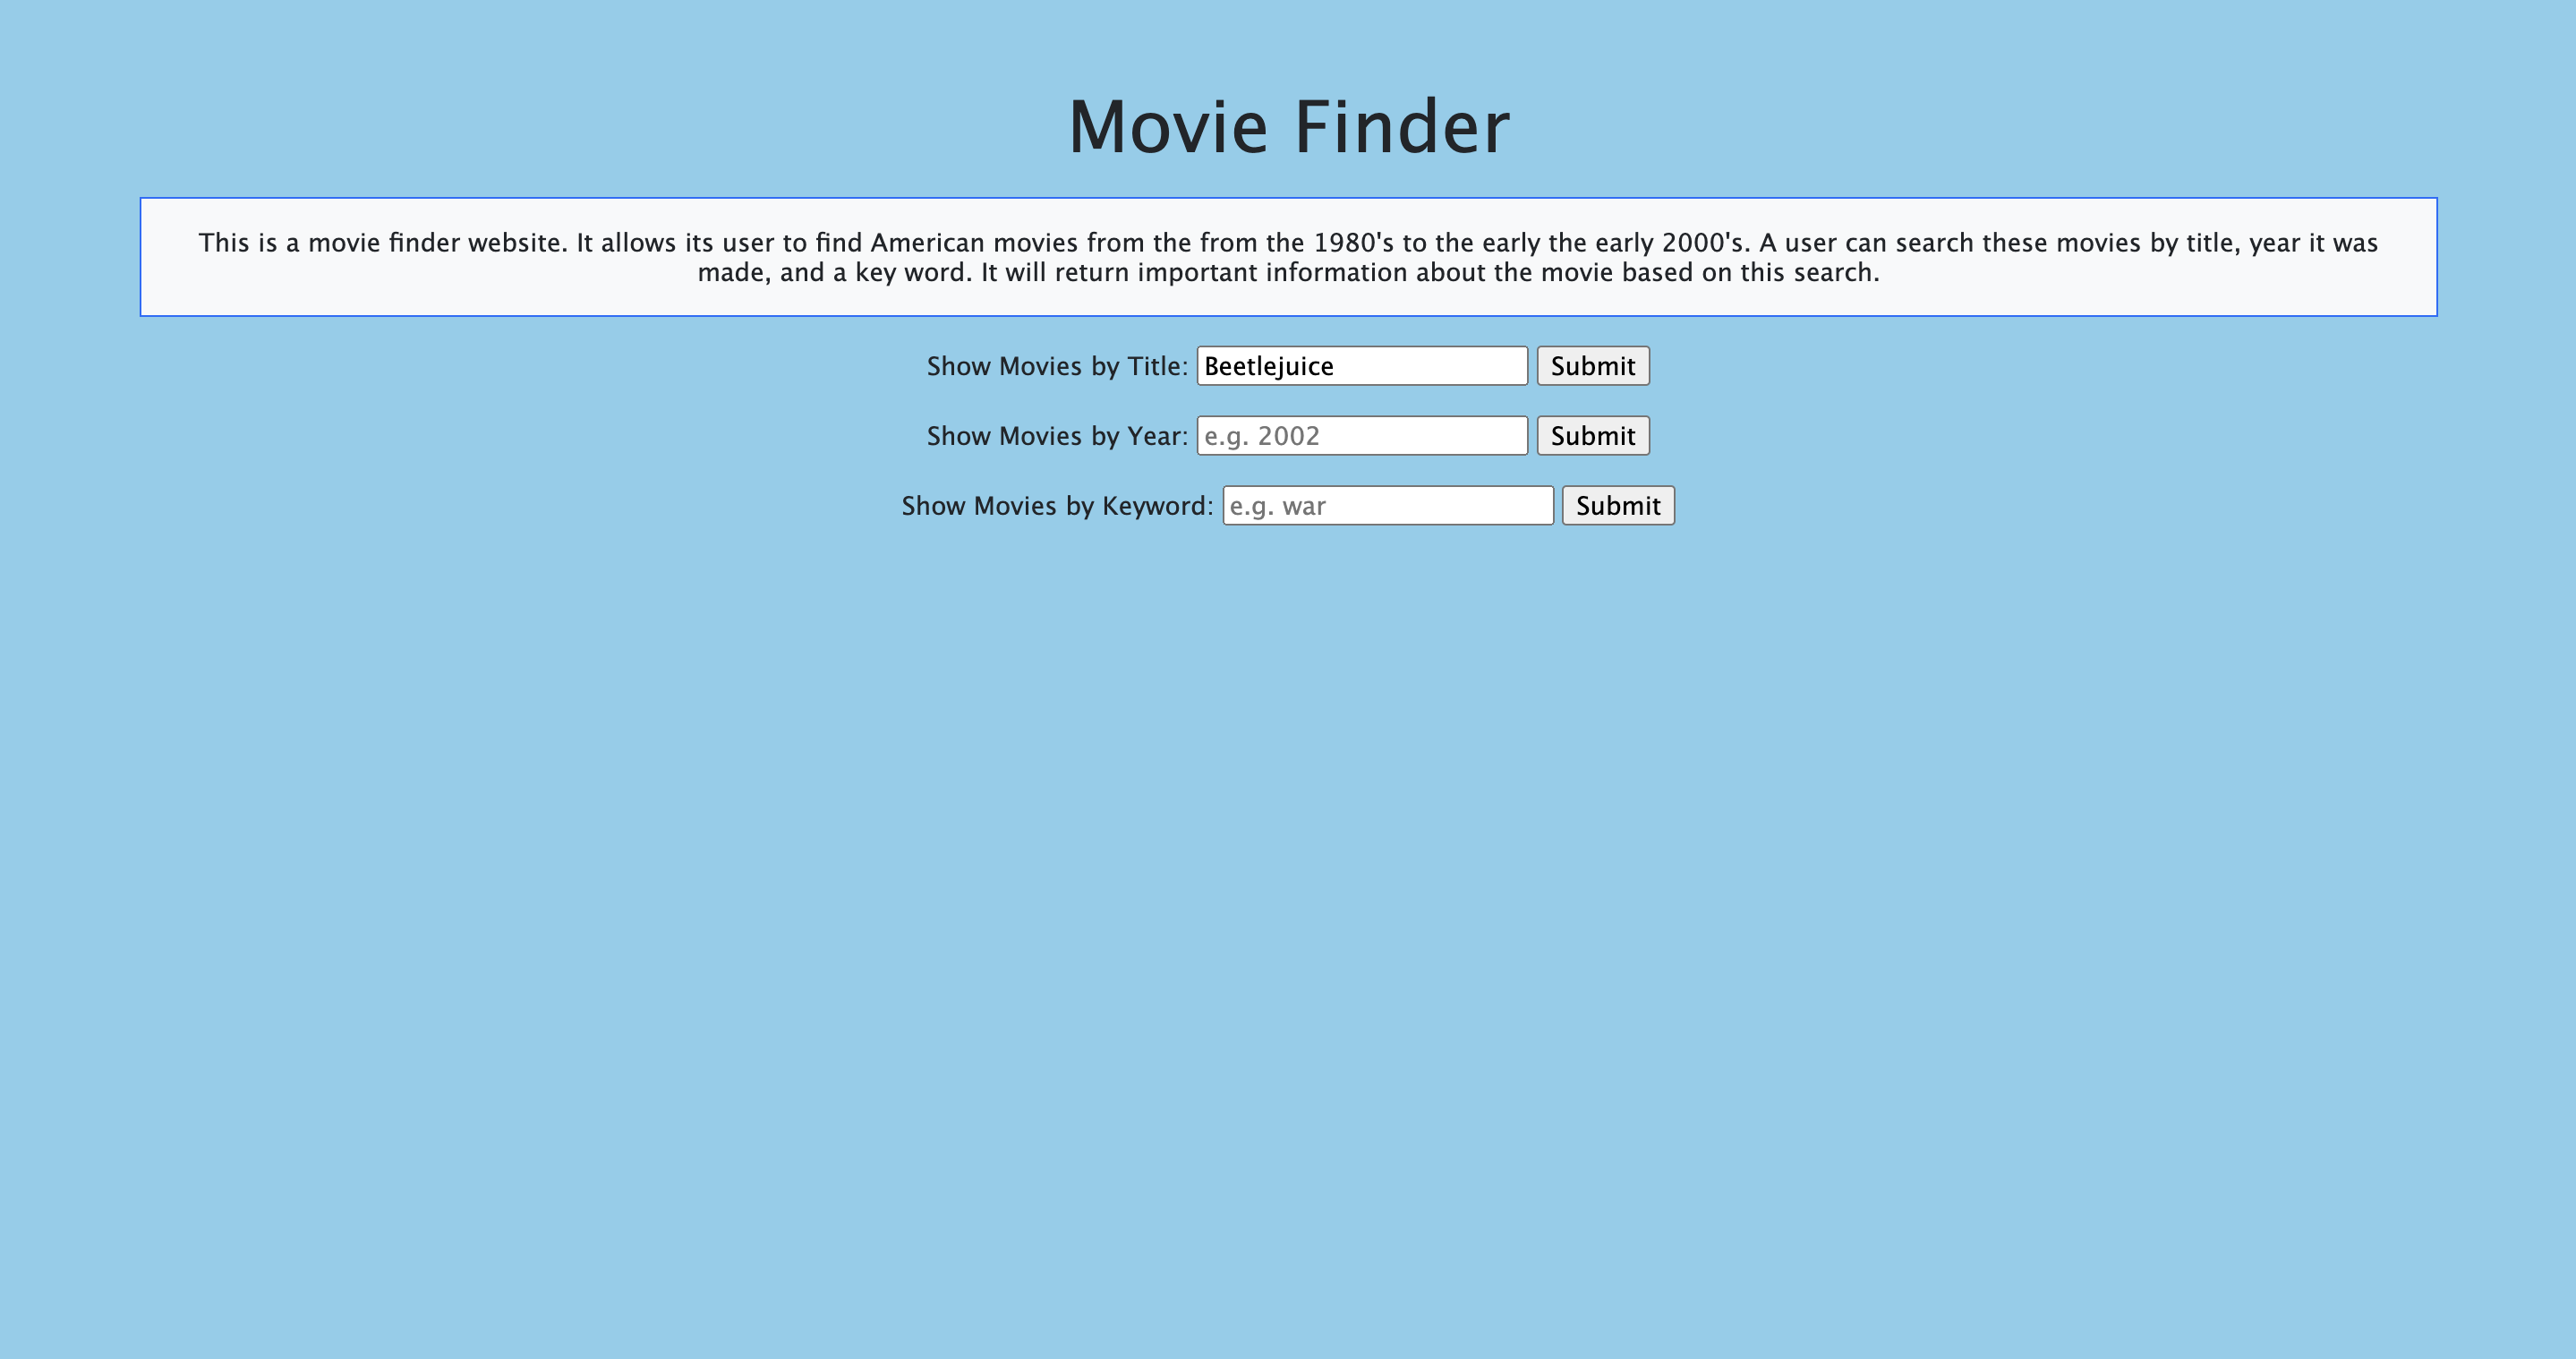 Movie Finder
This is a movie finder website. It allows its user to find American movies from the from the 1980's to the early the early 2000's. A user can search these movies by title, year it was
made, and a key word. It will return important information about the movie based on this search.
Show Movies by Title: Beetlejuice Submit
Show Movies by Year: e.g. 2002 Submit
Show Movies by Keyword: e.g. war Submit